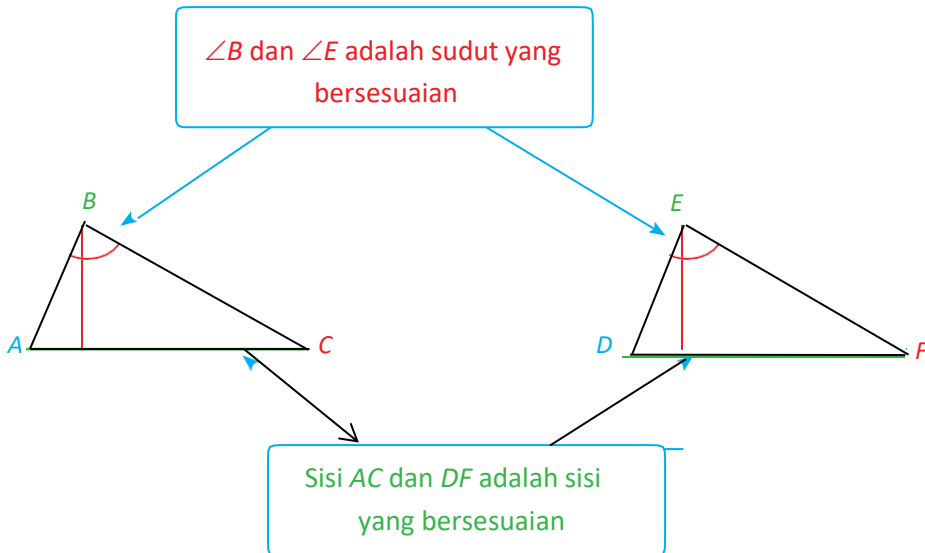 ∠B dan ∠E adalah sudut yang
bersesuaian
B
E
A
C
D
F
Sisi AC dan DF adalah sisi
yang bersesuaian